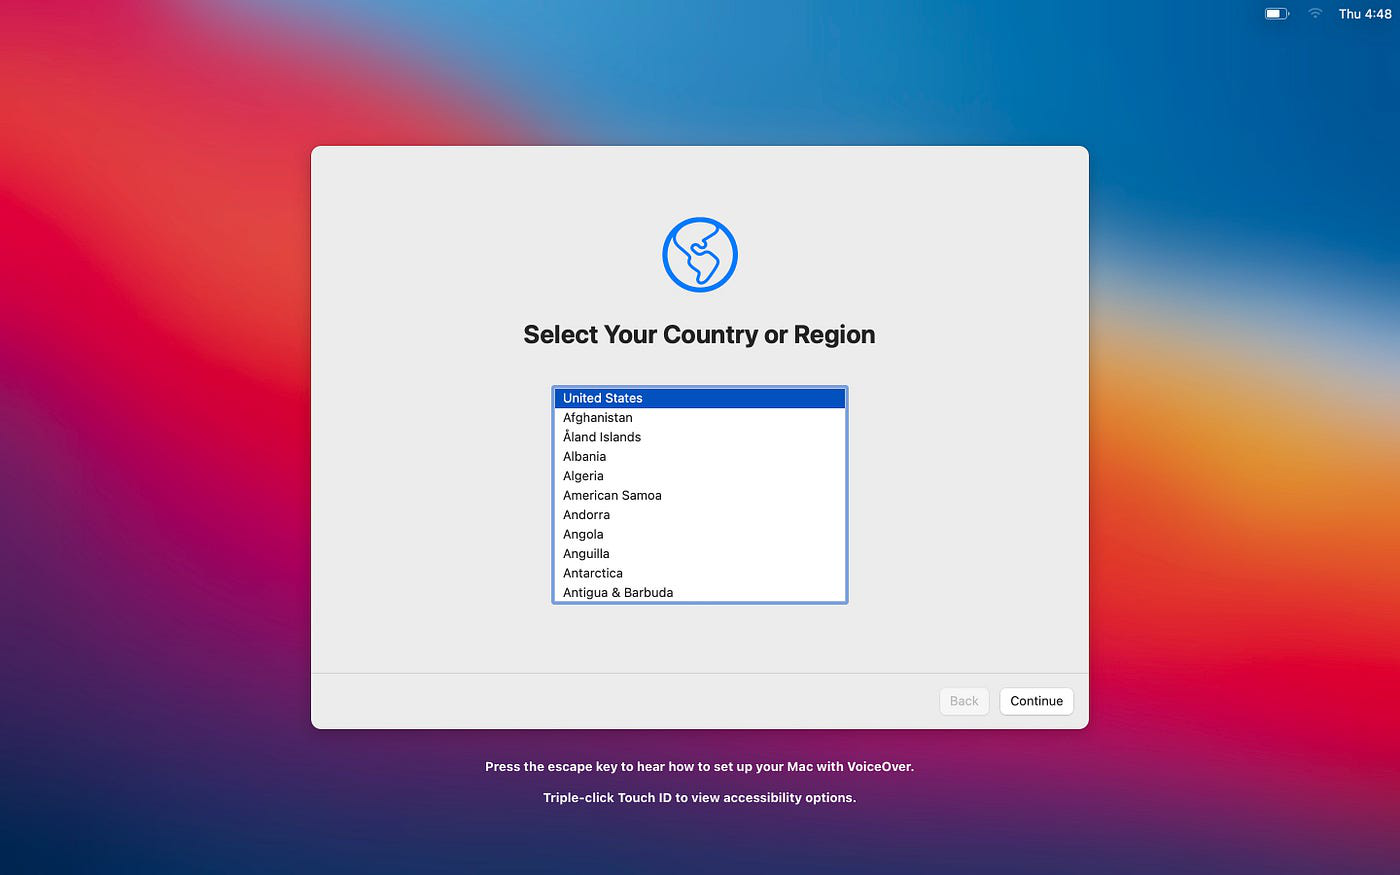 Thu 4:48
Select Your Country or Region
United States
Afghanistan
Åland Islands
Albania
Algeria
American Samoa
Andorra
Angola
Anguilla
Antarctica
Antigua & Barbuda
Back
Continue
Press the escape key to hear how to set up your Mac with VoiceOver.
Triple-click Touch ID to view accessibility options.